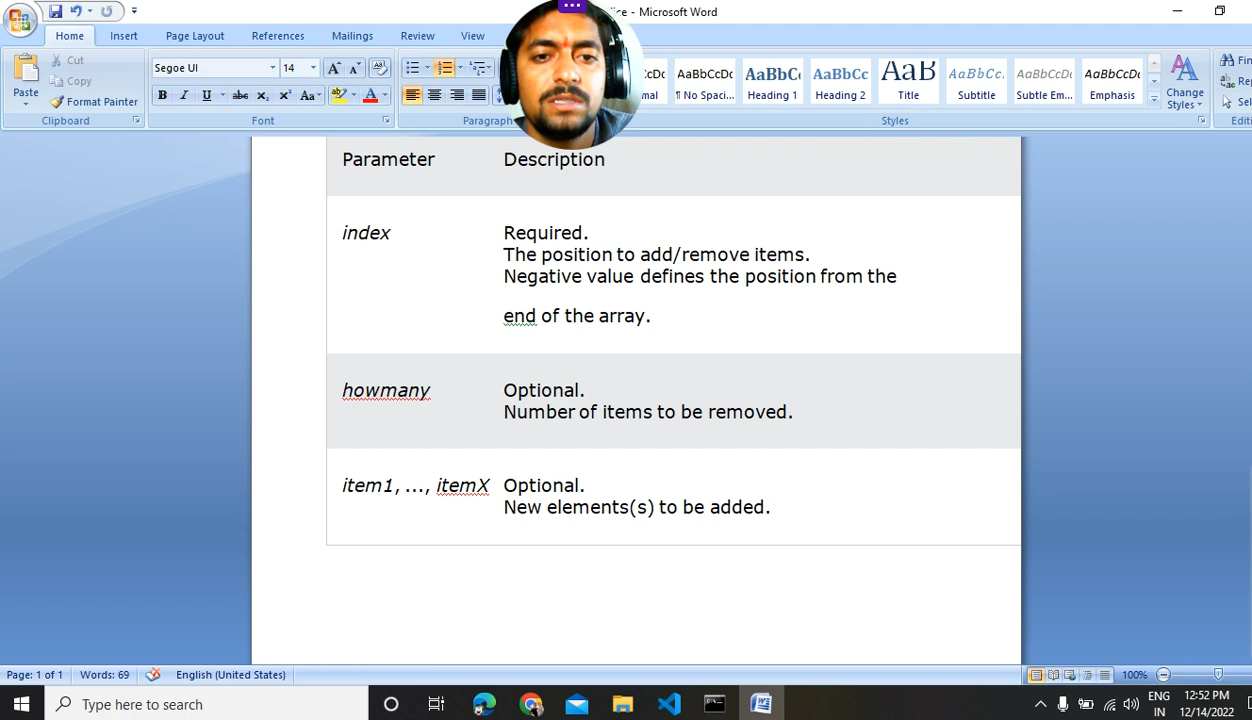 ice - Microsoft Word
Home Insert Page Layout References Mailings Review View
Paste
Cut
Copy
Format Painter
Clipboard
Segoe UI 14
Font
Paragraph
AaBbCcDc AaBbC AaBbCc AaB AaBbCc. AaBbCcDc AaBbCcDc
mal ¶ No Spaci... Heading 1 Heading 2 Title Subtitle Subtle Em... Emphasis
Change
Styles
Styles
Parameter Description
index Required.
The position to add/remove items.
Negative value defines the position from the
end of the array.
howmany Optional.
Number of items to be removed.
item1, ..., itemX Optional.
New elements(s) to be added.
Page: 1 of 1 Words: 69 English (United States) 100%
Type here to search
ENG
IN
12:52 PM
12/14/2022